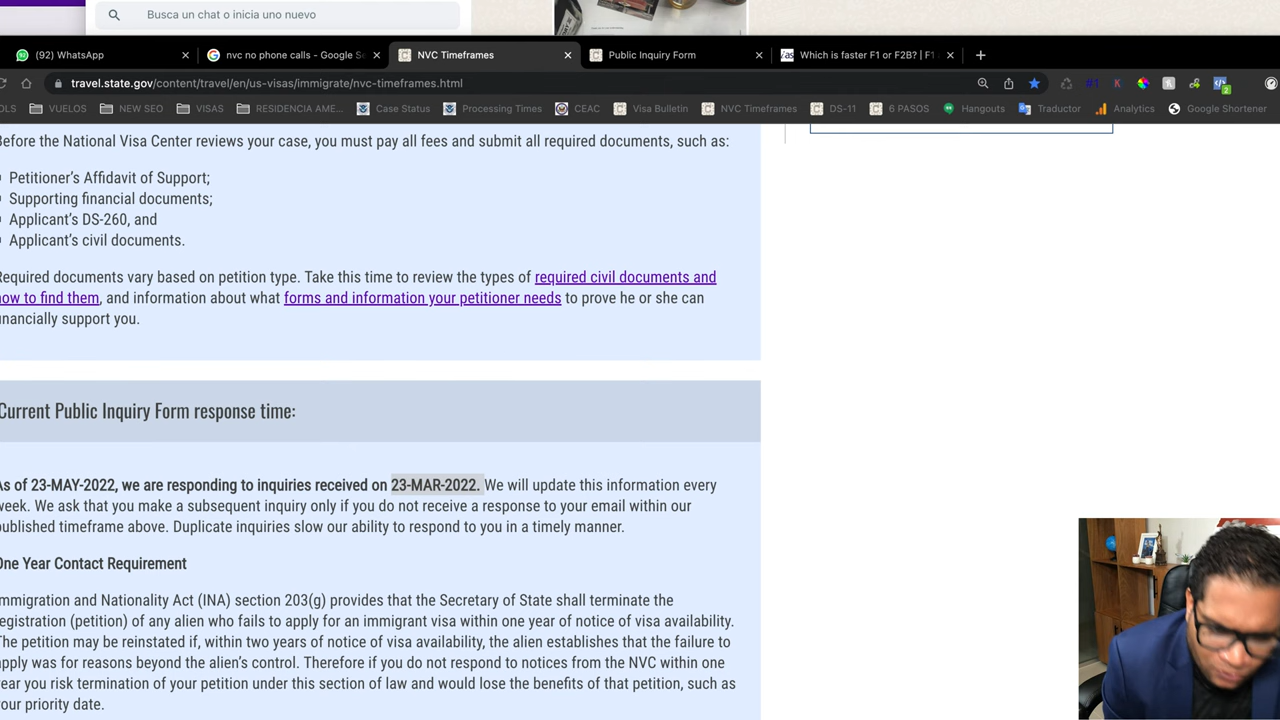 Busca un chat o inicia uno nuevo
(92) WhatsApp
nvc no phone calls - Google Se
NVC Timeframes
Public Inquiry Form
Which is faster F1 or F2B? | F1
travel.state.gov/content/travel/en/us-visas/immigrate/nvc-timeframes.html
#1
K
2
OLS VUELOS NEW SEO VISAS RESIDENCIA AME... Case Status Processing Times CEAC Visa Bulletin NVC Timeframes DS-11 6 PASOS Hangouts Traductor Analytics Google Shortener
Before the National Visa Center reviews your case, you must pay all fees and submit all required documents, such as:
Petitioner's Affidavit of Support;
Supporting financial documents;
Applicant's DS-260, and
Applicant's civil documents.
Required documents vary based on petition type. Take this time to review the types of required civil documents and
how to find them, and information about what forms and information your petitioner needs to prove he or she can
financially support you.
Current Public Inquiry Form response time:
As of 23-MAY-2022, we are responding to inquiries received on 23-MAR-2022. We will update this information every
week. We ask that you make a subsequent inquiry only if you do not receive a response to your email within our
published timeframe above. Duplicate inquiries slow our ability to respond to you in a timely manner.
One Year Contact Requirement
Immigration and Nationality Act (INA) section 203(g) provides that the Secretary of State shall terminate the
registration (petition) of any alien who fails to apply for an immigrant visa within one year of notice of visa availability.
The petition may be reinstated if, within two years of notice of visa availability, the alien establishes that the failure to
apply was for reasons beyond the alien's control. Therefore if you do not respond to notices from the NVC within one
year you risk termination of your petition under this section of law and would lose the benefits of that petition, such as
your priority date.